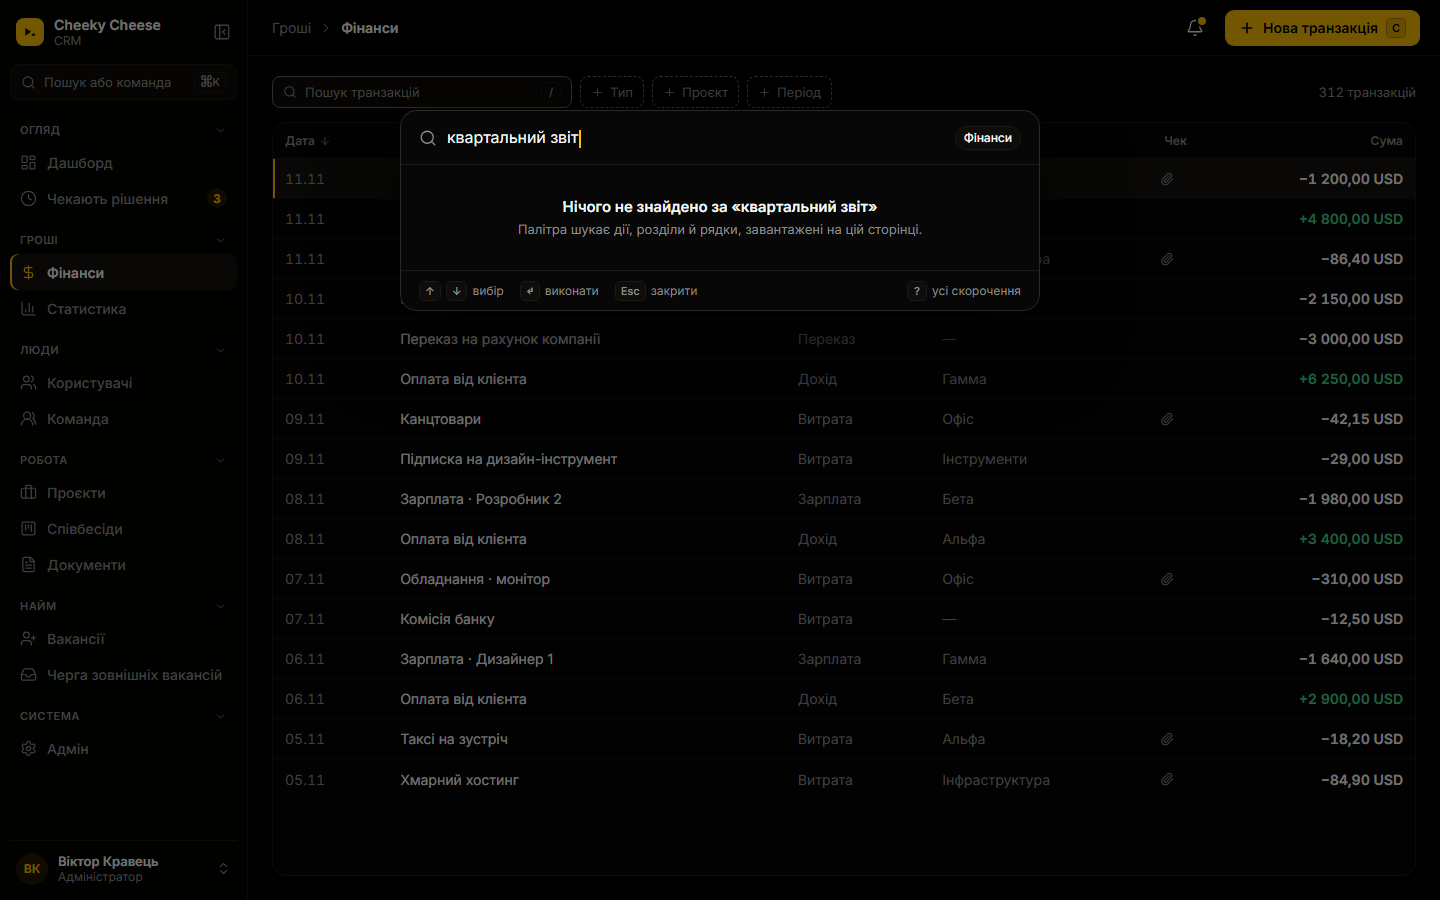 Cheeky Cheese
CRM
Пошук або команда ⌘K
ОГЛЯД
Дашборд
Чекають рішення 3
ГРОШІ
Фінанси
Статистика
ЛЮДИ
Користувачі
Команда
РОБОТА
Проєкти
Співбесіди
Документи
НАЙМ
Вакансії
Черга зовнішніх вакансій
СИСТЕМА
Адмін
ВК
Віктор Кравець
Адміністратор
Гроші Фінанси
Нова транзакція C
Пошук транзакцій /
Тип
Проєкт
Період
312 транзакцій
квартальний звіт Фінанси
Нічого не знайдено за «квартальний звіт»
Палітра шукає дії, розділи й рядки, завантажені на цій сторінці.
вибір виконати Esc закрити ? усі скорочення
Дата Чек Сума
11.11 −1 200,00 USD
11.11 +4 800,00 USD
11.11 −86,40 USD
10.11 −2 150,00 USD
10.11 Переказ на рахунок компанії Переказ — −3 000,00 USD
10.11 Оплата від клієнта Дохід Гамма +6 250,00 USD
09.11 Канцтовари Витрата Офіс −42,15 USD
09.11 Підписка на дизайн-інструмент Витрата Інструменти −29,00 USD
08.11 Зарплата · Розробник 2 Зарплата Бета −1 980,00 USD
08.11 Оплата від клієнта Дохід Альфа +3 400,00 USD
07.11 Обладнання · монітор Витрата Офіс −310,00 USD
07.11 Комісія банку Витрата — −12,50 USD
06.11 Зарплата · Дизайнер 1 Зарплата Гамма −1 640,00 USD
06.11 Оплата від клієнта Дохід Бета +2 900,00 USD
05.11 Таксі на зустріч Витрата Альфа −18,20 USD
05.11 Хмарний хостинг Витрата Інфраструктура −84,90 USD